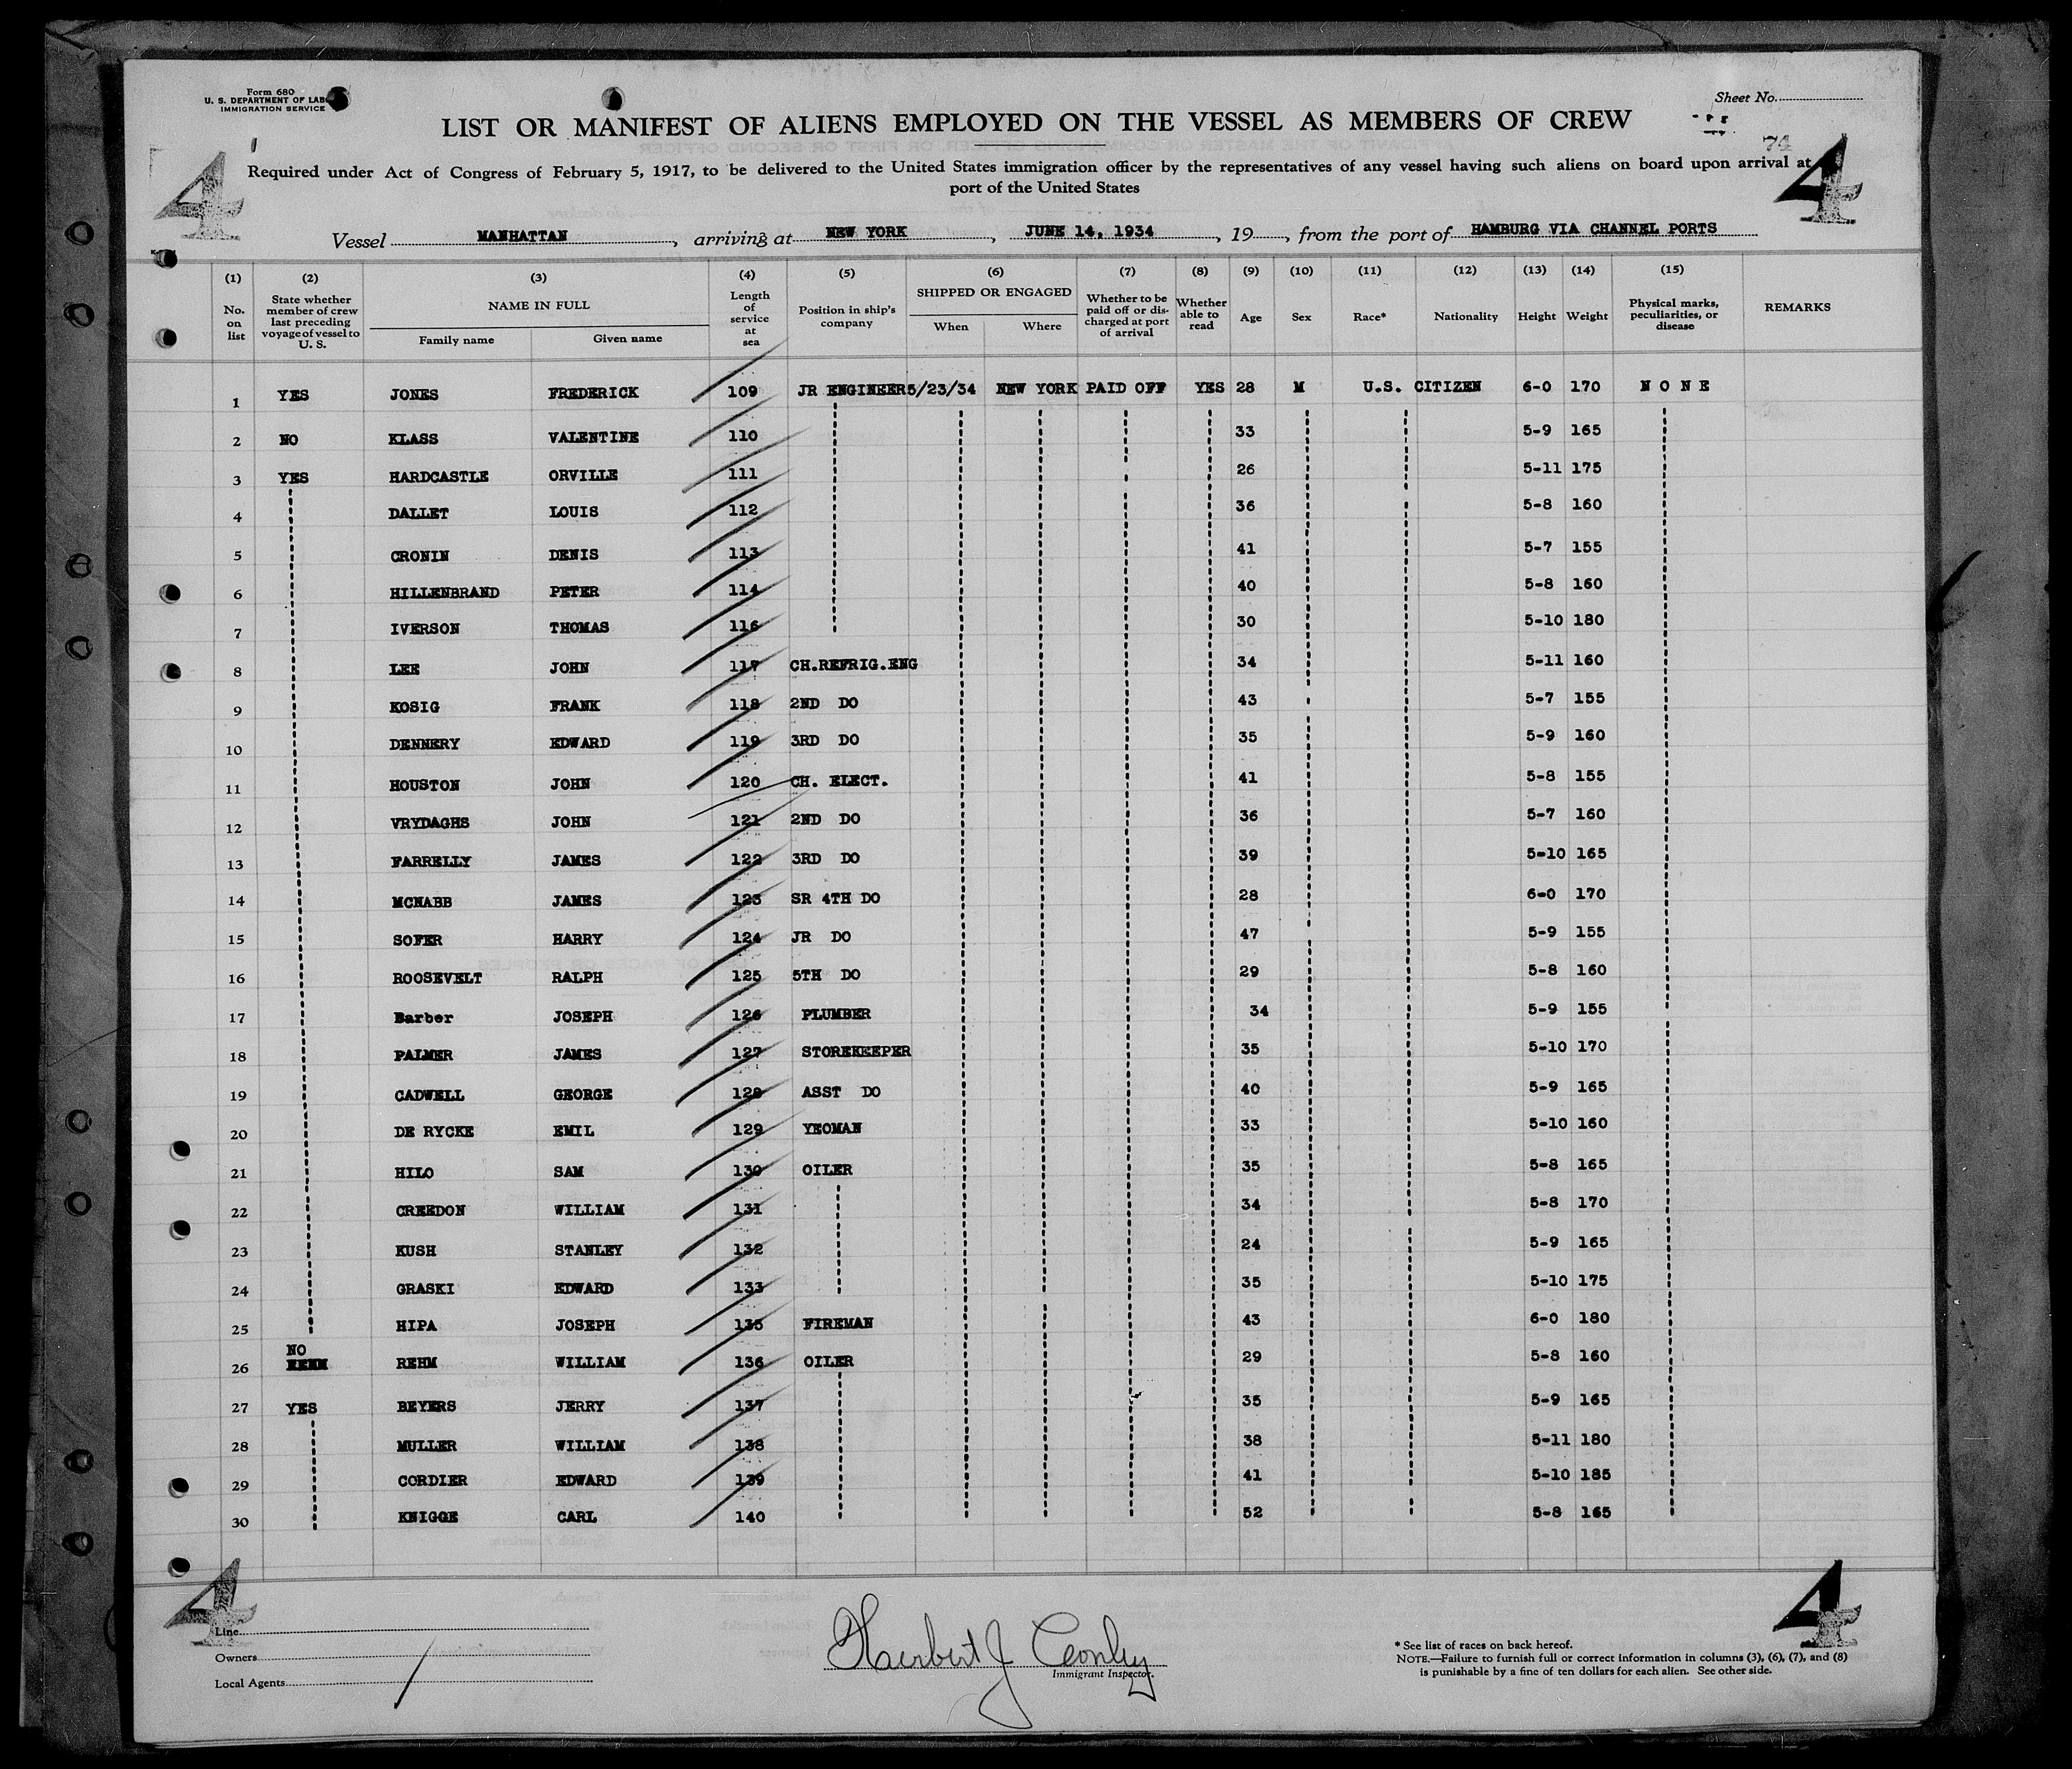 Form 680
U. S. DEPARTMENT OF LAB
IMMIGRATION SERVICE
Sheet No.
LIST OR MANIFEST OF ALIENS EMPLOYED ON THE VESSEL AS MEMBERS OF CREW
74
4 4
Required under Act of Congress of February 5, 1917, to be delivered to the United States immigration officer by the representatives of any vessel having such aliens on board upon arrival at
port of the United States
Vessel MANHATTAN, arriving at NEW YORK, JUNE 14, 1934, 19, from the port of HAMBURG VIA CHANNEL PORTS
(1) No. on list (2) State whether member of crew last preceding voyage of vessel to U. S. (3) NAME IN FULL Family name Given name (4) Length of service at sea (5) Position in ship's company (6) SHIPPED OR ENGAGED When Where (7) Whether to be paid off or discharged at port of arrival (8) Whether able to read (9) Age (10) Sex (11) Race* (12) Nationality (13) Height (14) Weight (15) Physical marks, peculiarities, or disease REMARKS
1 YES JONES FREDERICK 109 JR ENGINEER 5/23/34 NEW YORK PAID OFF YES 28 M U.S. CITIZEN 6-0 170 NONE
2 NO KLASS VALENTINE 110 33 5-9 165
3 YES HARDCASTLE ORVILLE 111 26 5-11 175
4 DALLET LOUIS 112 36 5-8 160
5 CRONIN DENIS 113 41 5-7 155
6 HILLENBRAND PETER 114 40 5-8 160
7 IVERSON THOMAS 116 30 5-10 180
8 LEE JOHN 117 CH.REFRIG.ENG 34 5-11 160
9 KOSIG FRANK 118 2ND DO 43 5-7 155
10 DENNERY EDWARD 119 3RD DO 35 5-9 160
11 HOUSTON JOHN 120 CH. ELECT. 41 5-8 155
12 VRYDAGHS JOHN 121 2ND DO 36 5-7 160
13 FARRELLY JAMES 122 3RD DO 39 5-10 165
14 MCNABB JAMES 123 SR 4TH DO 28 6-0 170
15 SOFER HARRY 124 JR DO 47 5-9 155
16 ROOSEVELT RALPH 125 5TH DO 29 5-8 160
17 Barber JOSEPH 126 PLUMBER 34 5-9 155
18 PALMER JAMES 127 STOREKEEPER 35 5-10 170
19 CADWELL GEORGE 128 ASST DO 40 5-9 165
20 DE RYCKE EMIL 129 YEOMAN 33 5-10 160
21 HILO SAM 130 OILER 35 5-8 165
22 CREEDON WILLIAM 131 34 5-8 170
23 KUSH STANLEY 132 24 5-9 165
24 GRASKI EDWARD 133 35 5-10 175
25 HIPA JOSEPH 135 FIREMAN 43 6-0 180
26 NO REHM WILLIAM 136 OILER 29 5-8 160
27 YES BEYERS JERRY 137 35 5-9 165
28 MULLER WILLIAM 138 38 5-11 180
29 CORDIER EDWARD 139 41 5-10 185
30 KNIGGE CARL 140 52 5-8 165
4 4
Line
Owners
Local Agents
Herbert J Conley
Immigrant Inspector.
* See list of races on back hereof.
NOTE.—Failure to furnish full or correct information in columns (3), (6), (7), and (8)
is punishable by a fine of ten dollars for each alien. See other side.